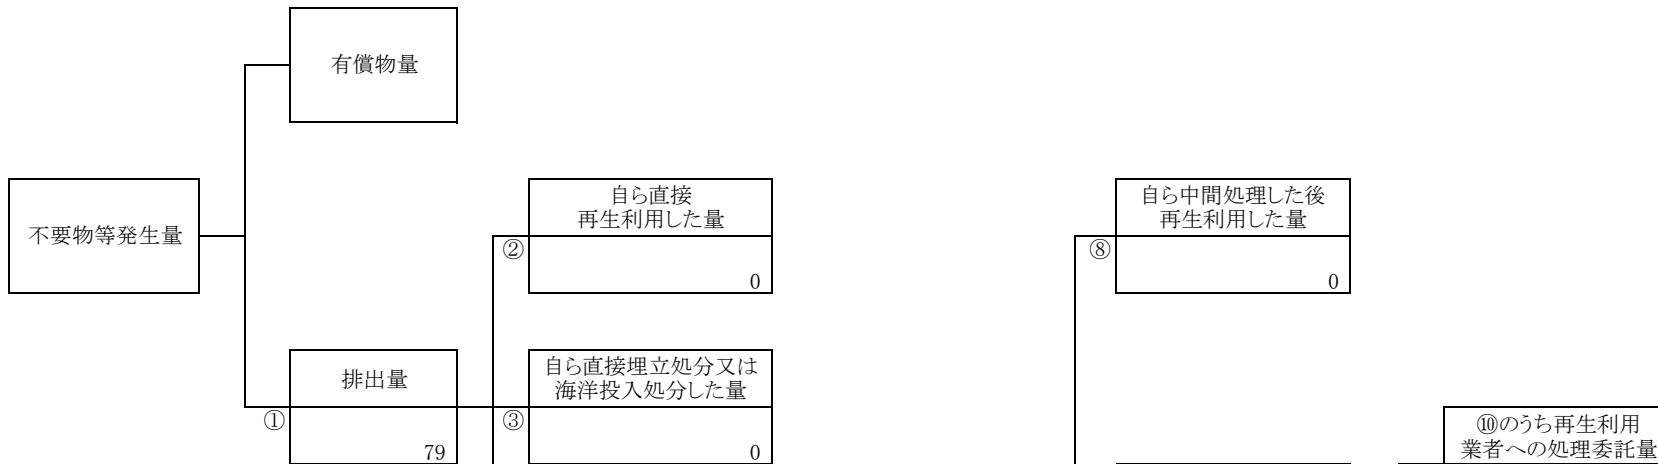 有償物量
不要物等発生量
自ら直接
再生利用した量
②
0
自ら中間処理した後
再生利用した量
⑧
0
排出量
①
79
自ら直接埋立処分又は
海洋投入処分した量
③
0
⑩のうち再生利用
業者への処理委託量